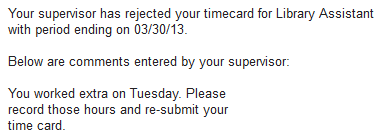 Your supervisor has rejected your timecard for Library Assistant
with period ending on 03/30/13.
Below are comments entered by your supervisor:
You worked extra on Tuesday. Please
record those hours and re-submit your
time card.